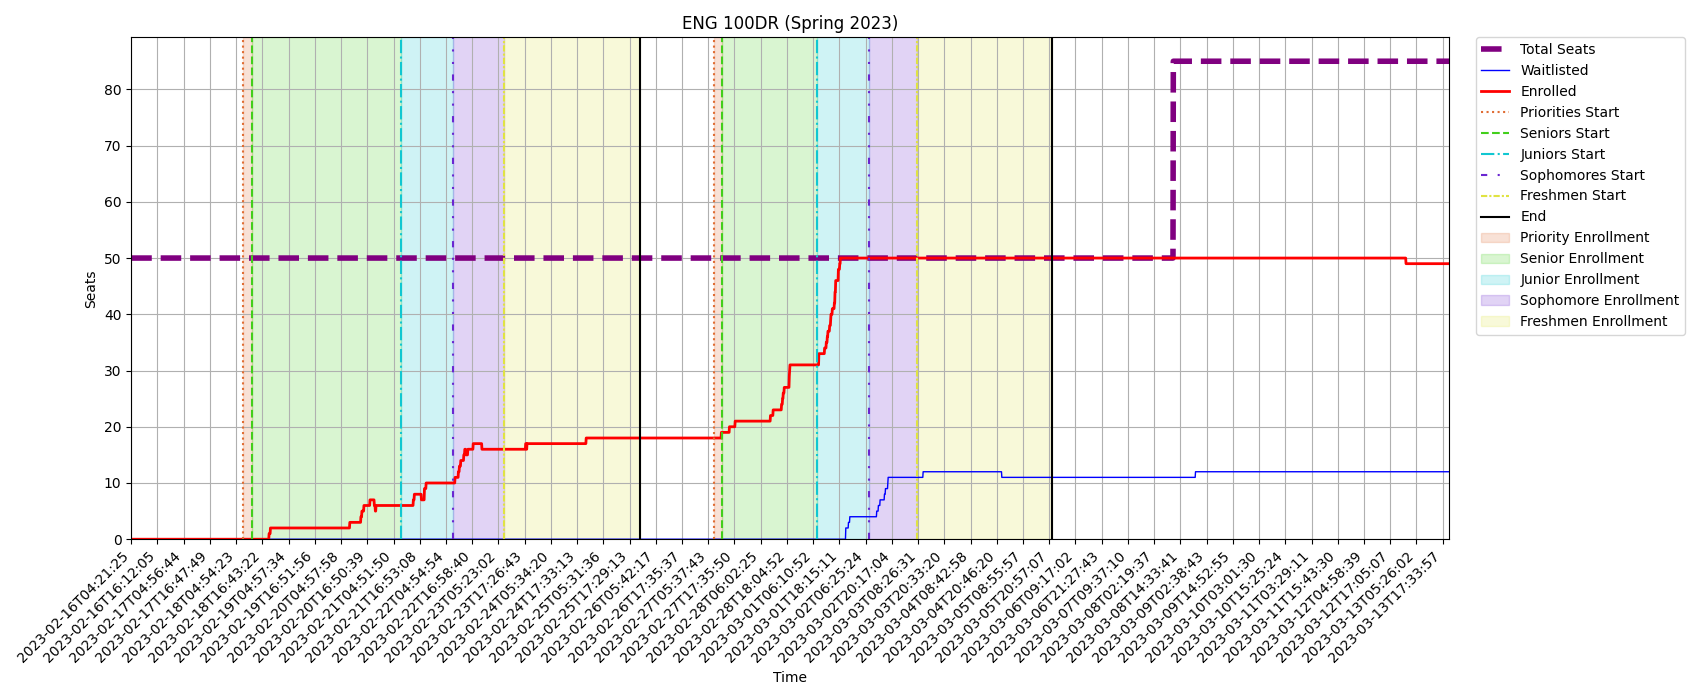 ENG 100DR (Spring 2023)
Seats
80
70
60
50
40
30
20
10
0
2023-02-16T04:21:25
2023-02-16T16:12:05
2023-02-17T04:56:44
2023-02-17T16:47:49
2023-02-18T04:54:23
2023-02-18T16:43:22
2023-02-19T04:57:34
2023-02-19T16:51:56
2023-02-20T04:57:58
2023-02-20T16:50:39
2023-02-21T04:51:50
2023-02-21T16:53:08
2023-02-22T04:54:54
2023-02-22T16:58:40
2023-02-23T05:23:02
2023-02-23T17:26:43
2023-02-24T05:34:20
2023-02-24T17:33:13
2023-02-25T05:31:36
2023-02-25T17:29:13
2023-02-26T05:42:17
2023-02-26T17:35:37
2023-02-27T05:37:43
2023-02-27T17:35:50
2023-02-28T06:02:25
2023-02-28T18:04:52
2023-03-01T06:10:52
2023-03-01T18:15:11
2023-03-02T06:25:24
2023-03-02T20:17:04
2023-03-03T08:26:31
2023-03-03T20:33:20
2023-03-04T08:42:58
2023-03-04T20:46:20
2023-03-05T08:55:57
2023-03-05T20:57:07
2023-03-06T09:17:02
2023-03-06T21:27:43
2023-03-07T09:37:10
2023-03-08T02:19:37
2023-03-08T14:33:41
2023-03-09T02:38:43
2023-03-09T14:52:55
2023-03-10T03:01:30
2023-03-10T15:25:24
2023-03-11T03:29:11
2023-03-11T15:43:30
2023-03-12T04:58:39
2023-03-12T17:05:07
2023-03-13T05:26:02
2023-03-13T17:33:57
Time
Total Seats
Waitlisted
Enrolled
Priorities Start
Seniors Start
Juniors Start
Sophomores Start
Freshmen Start
End
Priority Enrollment
Senior Enrollment
Junior Enrollment
Sophomore Enrollment
Freshmen Enrollment